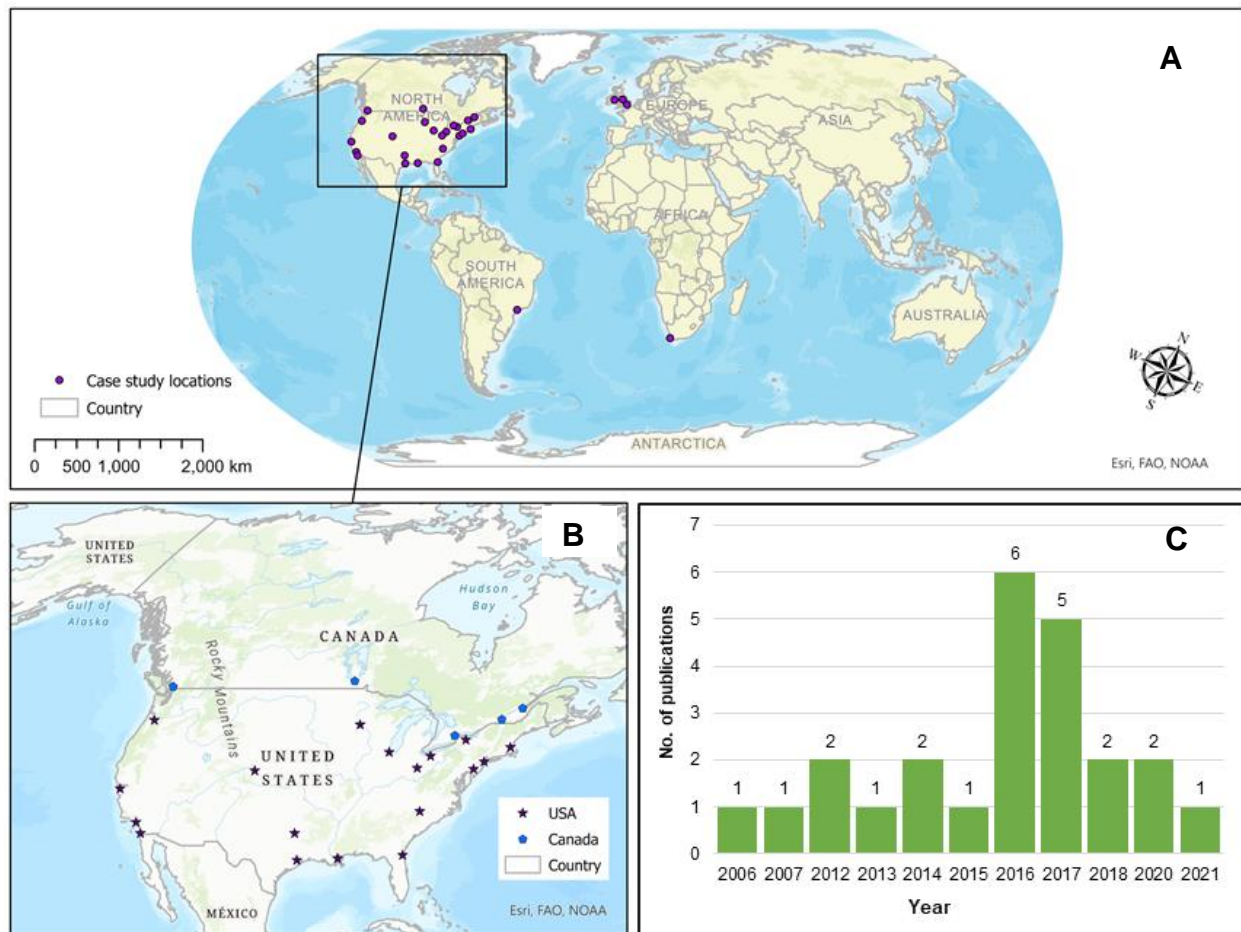 A
NORTH
AMERICA
EUROPE
ASIA
AFRICA
SOUTH
AMERICA
AUSTRALIA
Case study locations
Country
0 500 1,000 2,000 km
N
W
E
S
ANTARCTICA
Esri, FAO, NOAA
B
UNITED
STATES
Gulf of
Alaska
Hudson
Bay
CANADA
Rocky Mountains
UNITED
STATES
USA
Canada
Country
MÉXICO
Esri, FAO, NOAA
C
No. of publications
7
6
5
4
3
2
1
0
1
1
2
1
2
1
6
5
2
2
1
2006 2007 2012 2013 2014 2015 2016 2017 2018 2020 2021
Year